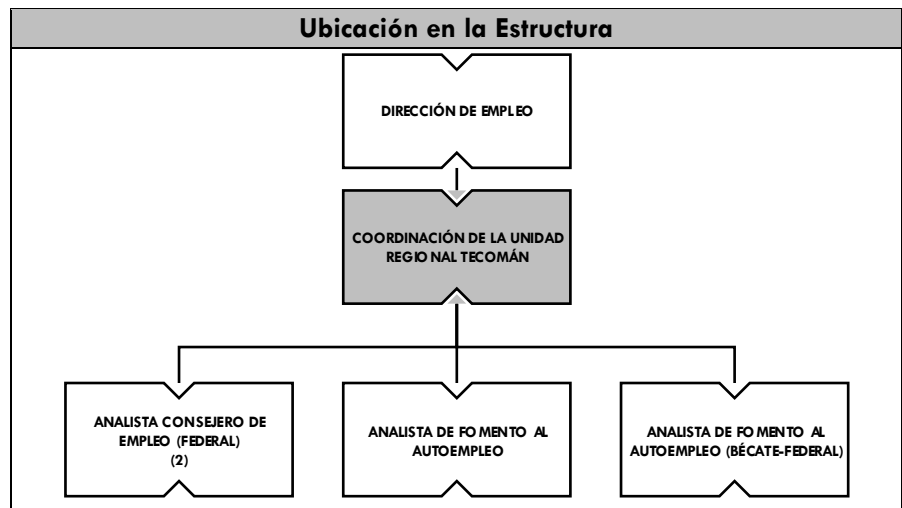 Ubicación en la Estructura
DIRECCIÓN DE EMPLEO
COORDINACIÓN DE LA UNIDAD
REGIONAL TECOMÁN
ANALISTA CONSEJERO DE
EMPLEO (FEDERAL)
(2)
ANALISTA DE FOMENTO AL
AUTOEMPLEO
ANALISTA DE FOMENTO AL
AUTOEMPLEO (BÉCATE-FEDERAL)